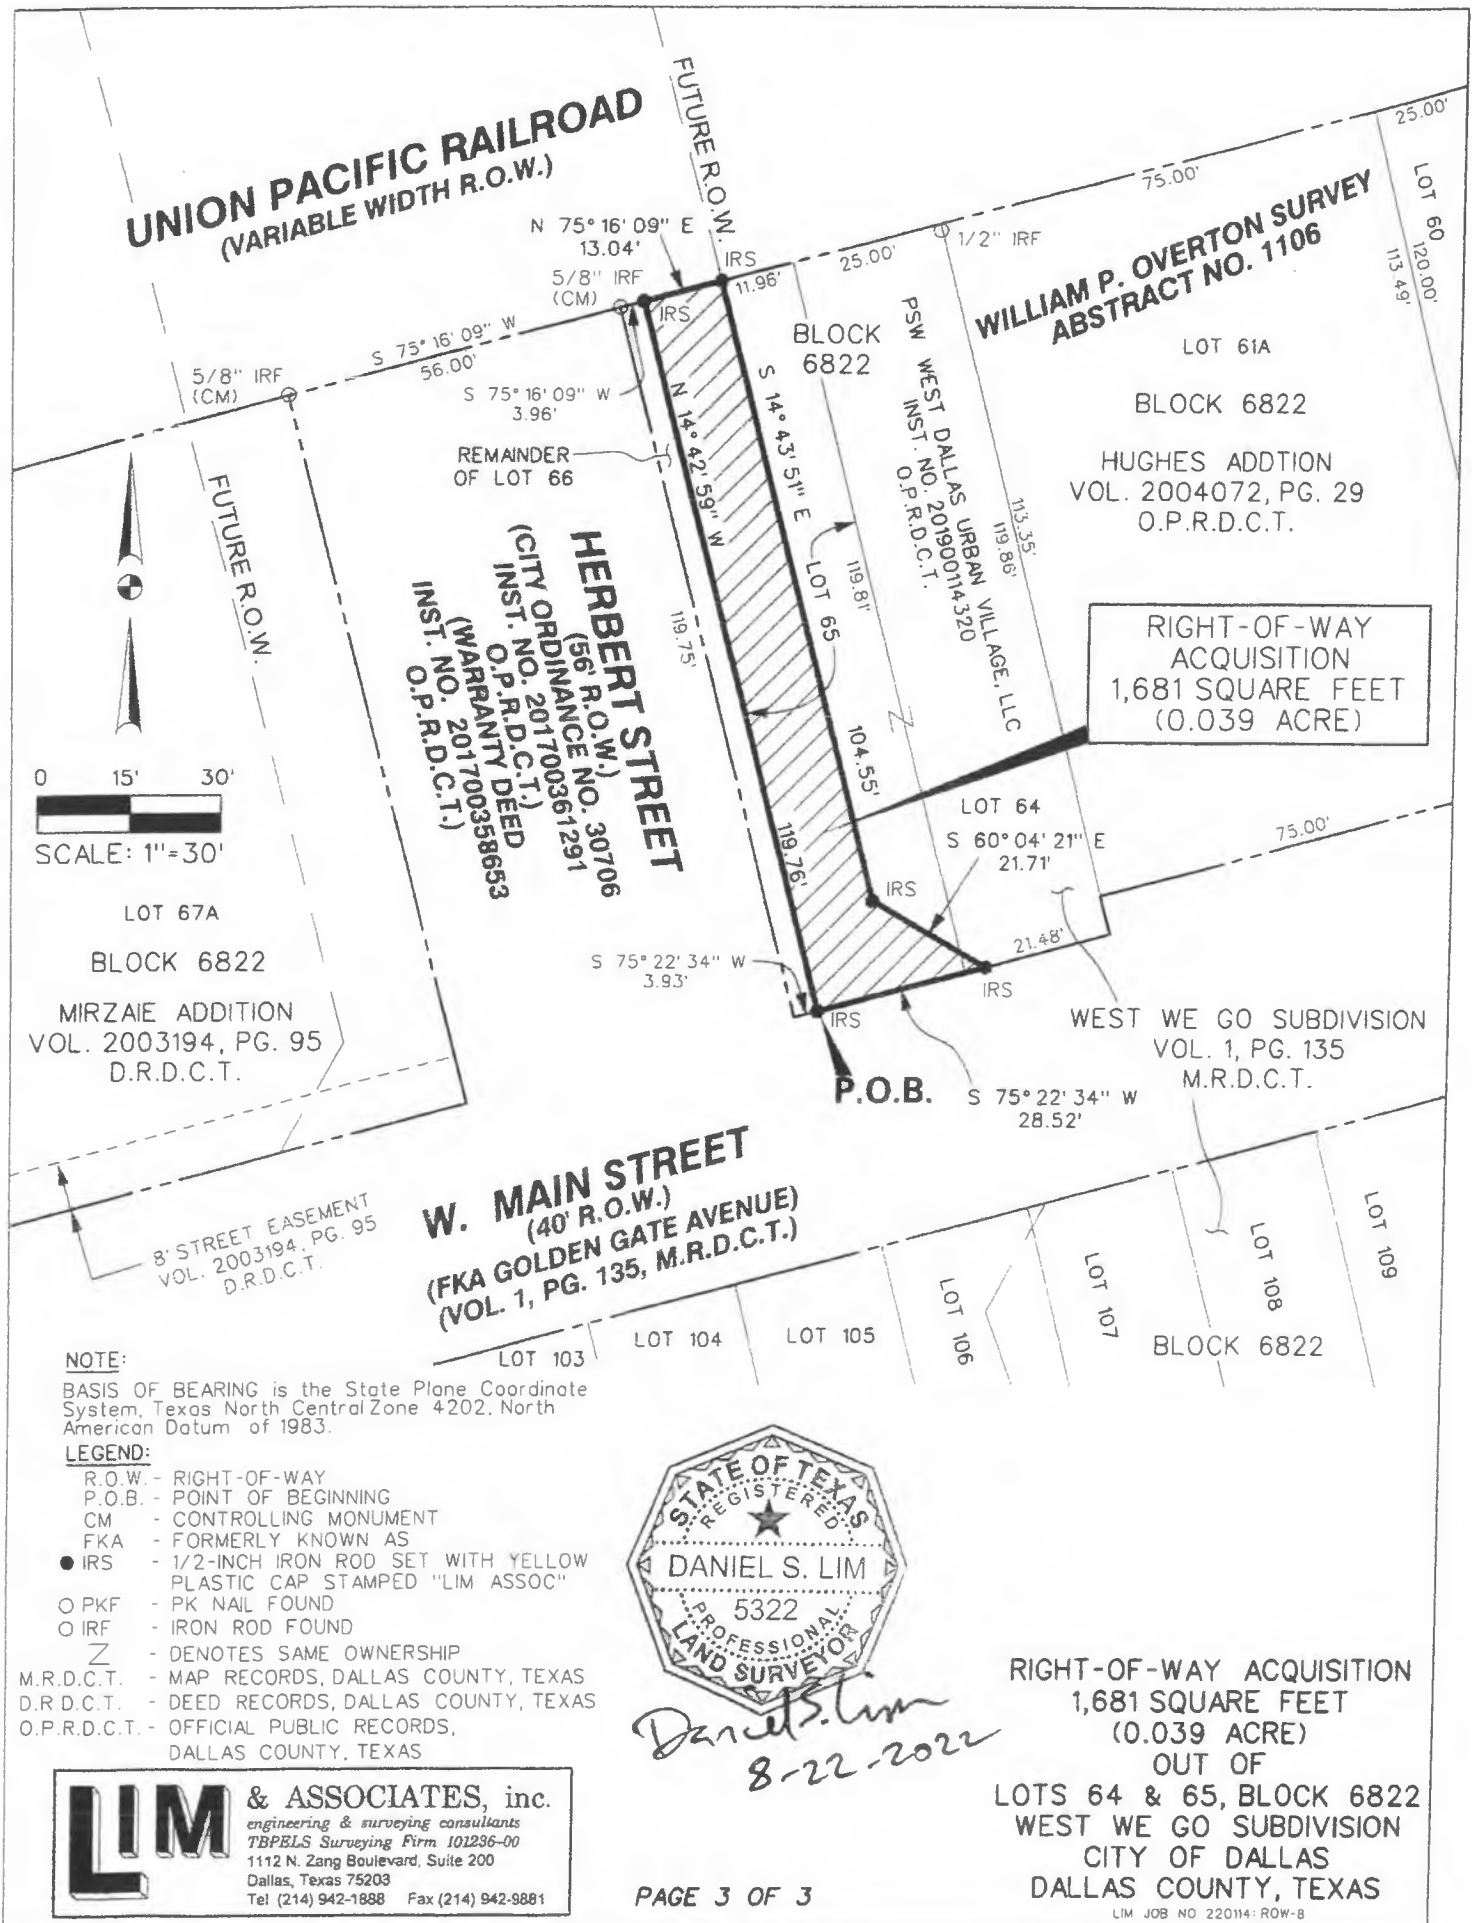 UNION PACIFIC RAILROAD
(VARIABLE WIDTH R.O.W.)
FUTURE R.O.W.
N 75° 16' 09" E
13.04'
5/8" IRF
(CM)
IRS
IRS
11.96'
25.00'
1/2" IRF
75.00'
25.00'
LOT 60
120.00'
113.49'
WILLIAM P. OVERTON SURVEY
ABSTRACT NO. 1106
S 75° 16' 09" W
56.00'
5/8" IRF
(CM)
S 75° 16' 09" W
3.96'
REMAINDER
OF LOT 66
N 14° 42' 59" W
S 14° 43' 51" E
BLOCK
6822
PSW WEST DALLAS URBAN VILLAGE, LLC
INST. NO. 201900114320
O.P.R.D.C.T.
LOT 61A
BLOCK 6822
HUGHES ADDTION
VOL. 2004072, PG. 29
O.P.R.D.C.T.
FUTURE R.O.W.
HERBERT STREET
(56' R.O.W.)
(CITY ORDINANCE NO. 30706
INST. NO. 201700361291
O.P.R.D.C.T.)
(WARRANTY DEED
INST. NO. 201700358653
O.P.R.D.C.T.)
119.75'
LOT 65
119.81'
113.35'
119.86'
RIGHT-OF-WAY
ACQUISITION
1,681 SQUARE FEET
(0.039 ACRE)
0 15' 30'
SCALE: 1"=30'
104.55'
119.76'
LOT 64
S 60° 04' 21" E
21.71'
75.00'
IRS
21.48'
IRS
LOT 67A
BLOCK 6822
MIRZAIE ADDITION
VOL. 2003194, PG. 95
D.R.D.C.T.
S 75° 22' 34" W
3.93'
IRS
P.O.B.
S 75° 22' 34" W
28.52'
WEST WE GO SUBDIVISION
VOL. 1, PG. 135
M.R.D.C.T.
8' STREET EASEMENT
VOL. 2003194, PG. 95
D.R.D.C.T.
W. MAIN STREET
(40' R.O.W.)
(FKA GOLDEN GATE AVENUE)
(VOL. 1, PG. 135, M.R.D.C.T.)
LOT 103
LOT 104
LOT 105
LOT 106
LOT 107
LOT 108
LOT 109
BLOCK 6822
NOTE:
BASIS OF BEARING is the State Plane Coordinate
System, Texas North Central Zone 4202, North
American Datum of 1983.
LEGEND:
R.O.W. - RIGHT-OF-WAY
P.O.B. - POINT OF BEGINNING
CM - CONTROLLING MONUMENT
FKA - FORMERLY KNOWN AS
IRS - 1/2-INCH IRON ROD SET WITH YELLOW
PLASTIC CAP STAMPED "LIM ASSOC"
PKF - PK NAIL FOUND
IRF - IRON ROD FOUND
Z - DENOTES SAME OWNERSHIP
M.R.D.C.T. - MAP RECORDS, DALLAS COUNTY, TEXAS
D.R D.C.T. - DEED RECORDS, DALLAS COUNTY, TEXAS
O.P.R.D.C.T. - OFFICIAL PUBLIC RECORDS,
DALLAS COUNTY, TEXAS
STATE OF TEXAS
REGISTERED
DANIEL S. LIM
5322
PROFESSIONAL
LAND SURVEYOR
Daniel S. Lim
8-22-2022
LIM & ASSOCIATES, inc.
engineering & surveying consultants
TBPELS Surveying Firm 101236-00
1112 N. Zang Boulevard, Suite 200
Dallas, Texas 75203
Tel (214) 942-1888 Fax (214) 942-9881
PAGE 3 OF 3
RIGHT-OF-WAY ACQUISITION
1,681 SQUARE FEET
(0.039 ACRE)
OUT OF
LOTS 64 & 65, BLOCK 6822
WEST WE GO SUBDIVISION
CITY OF DALLAS
DALLAS COUNTY, TEXAS
LIM JOB NO 220114: ROW-8